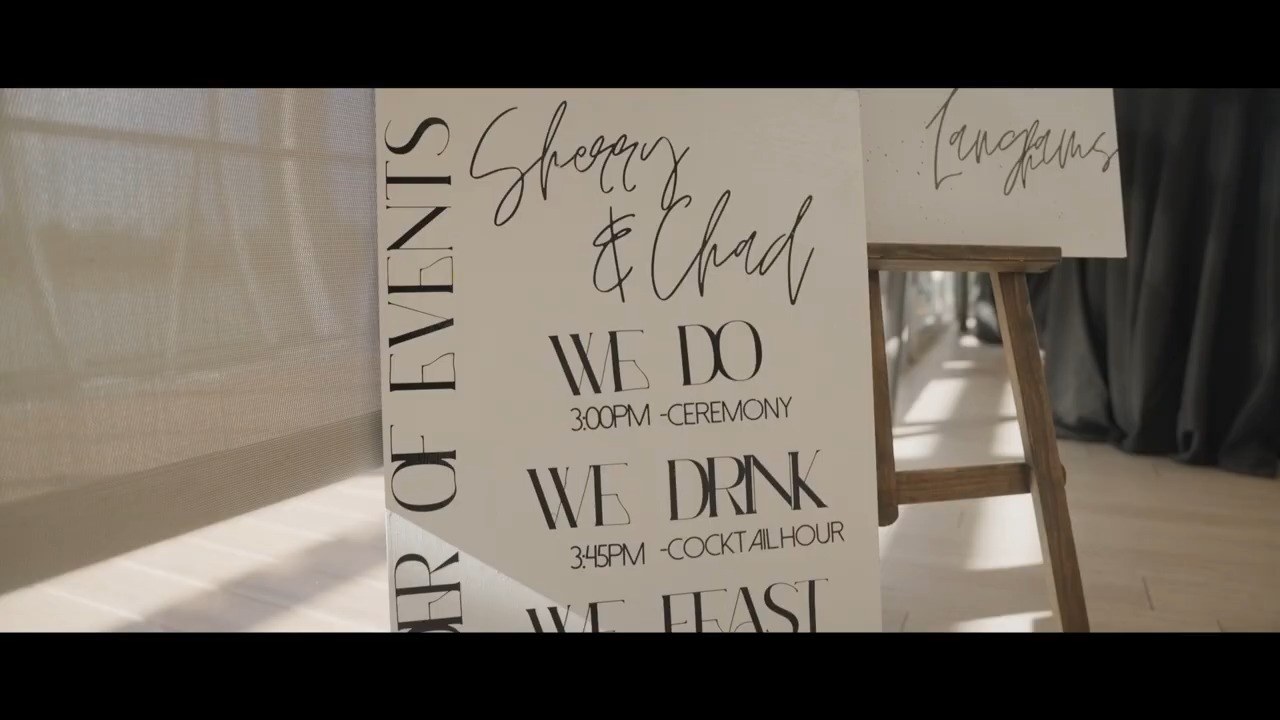 ORDER OF EVENTS
Sherry
& Chad
WE DO
3:00PM -CEREMONY
WE DRINK
3:45PM -COCKTAIL HOUR
WE FEAST
Langhams